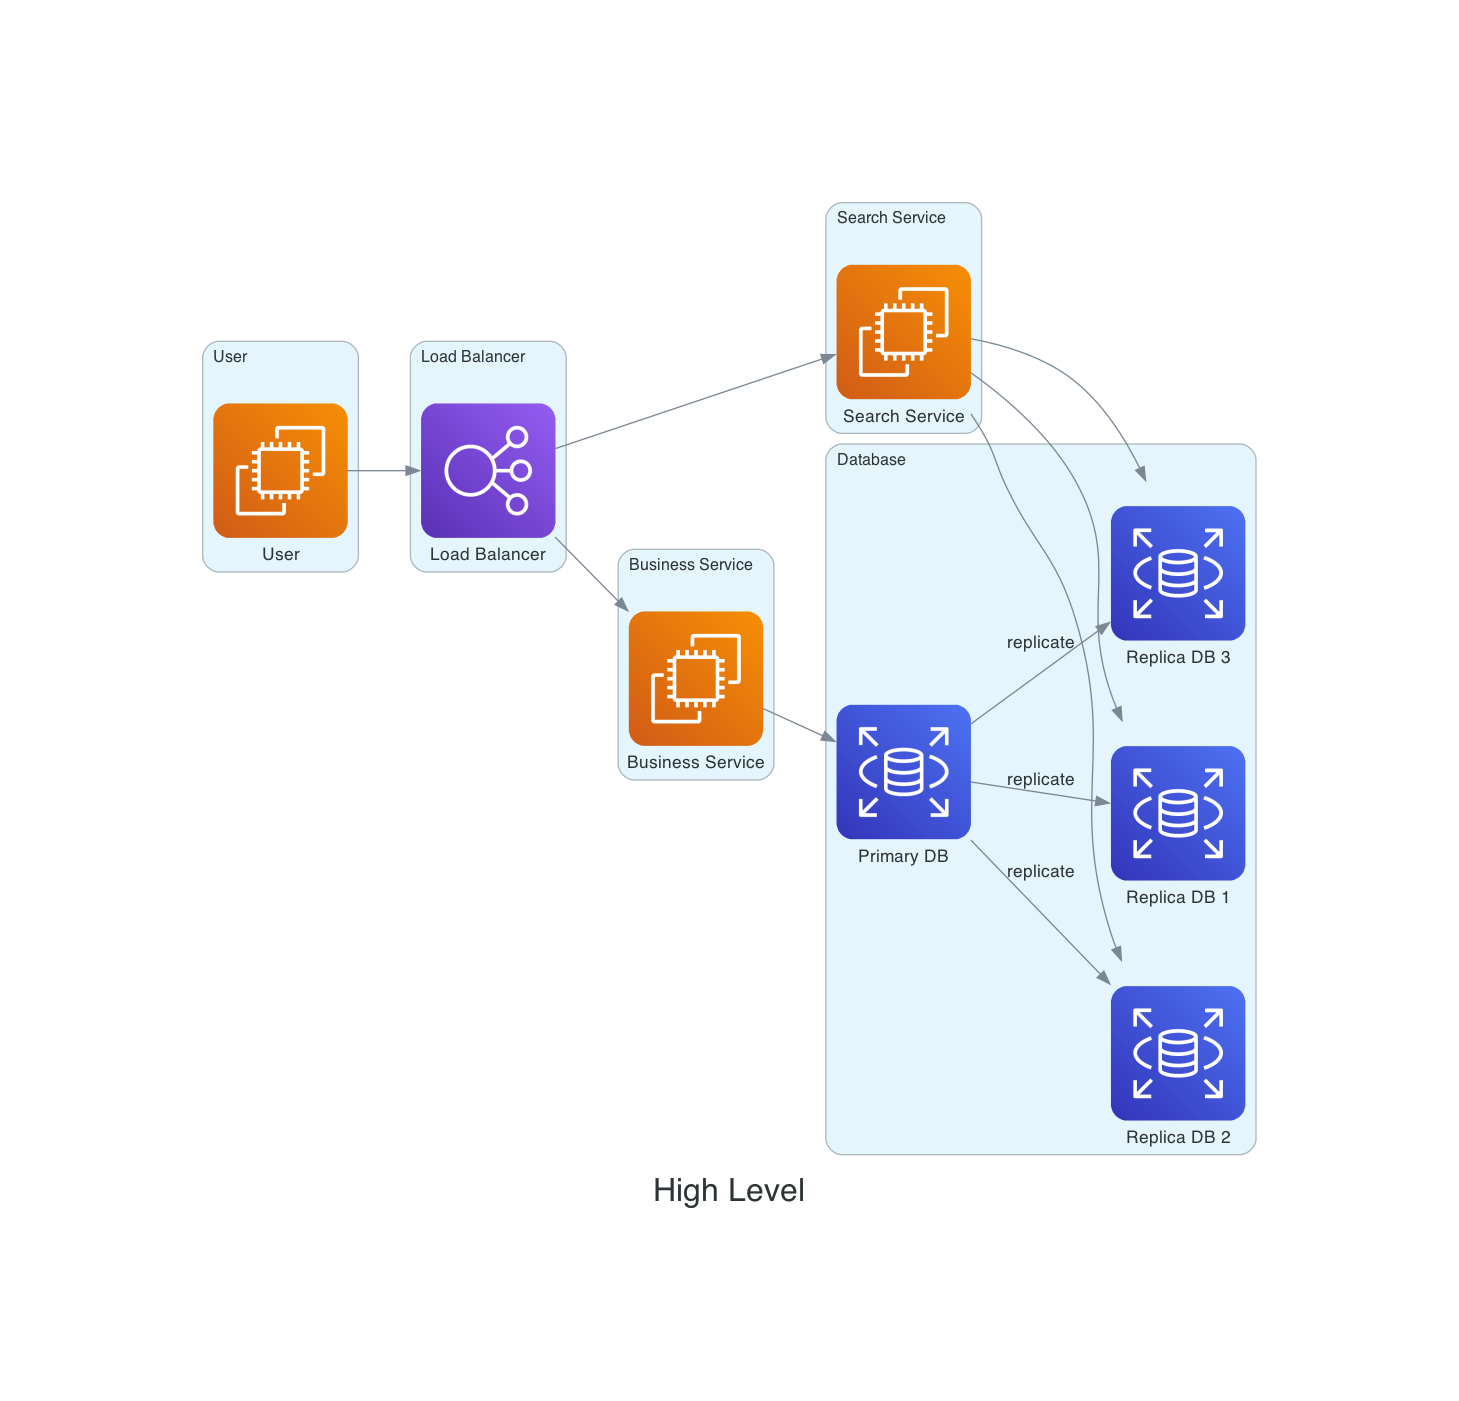 Search Service
Search Service
User
User
Load Balancer
Load Balancer
Business Service
Business Service
Database
replicate
replicate
replicate
Primary DB
Replica DB 3
Replica DB 1
Replica DB 2
High Level